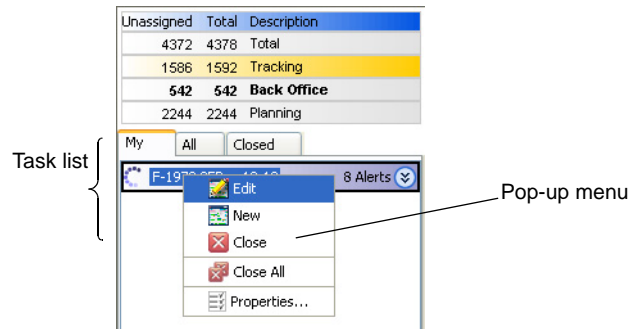 Unassigned Total Description
4372 4378 Total
1586 1592 Tracking
542 542 Back Office
2244 2244 Planning
My All Closed
Task list
8 Alerts
Edit
Pop-up menu
New
Close
Close All
Properties...